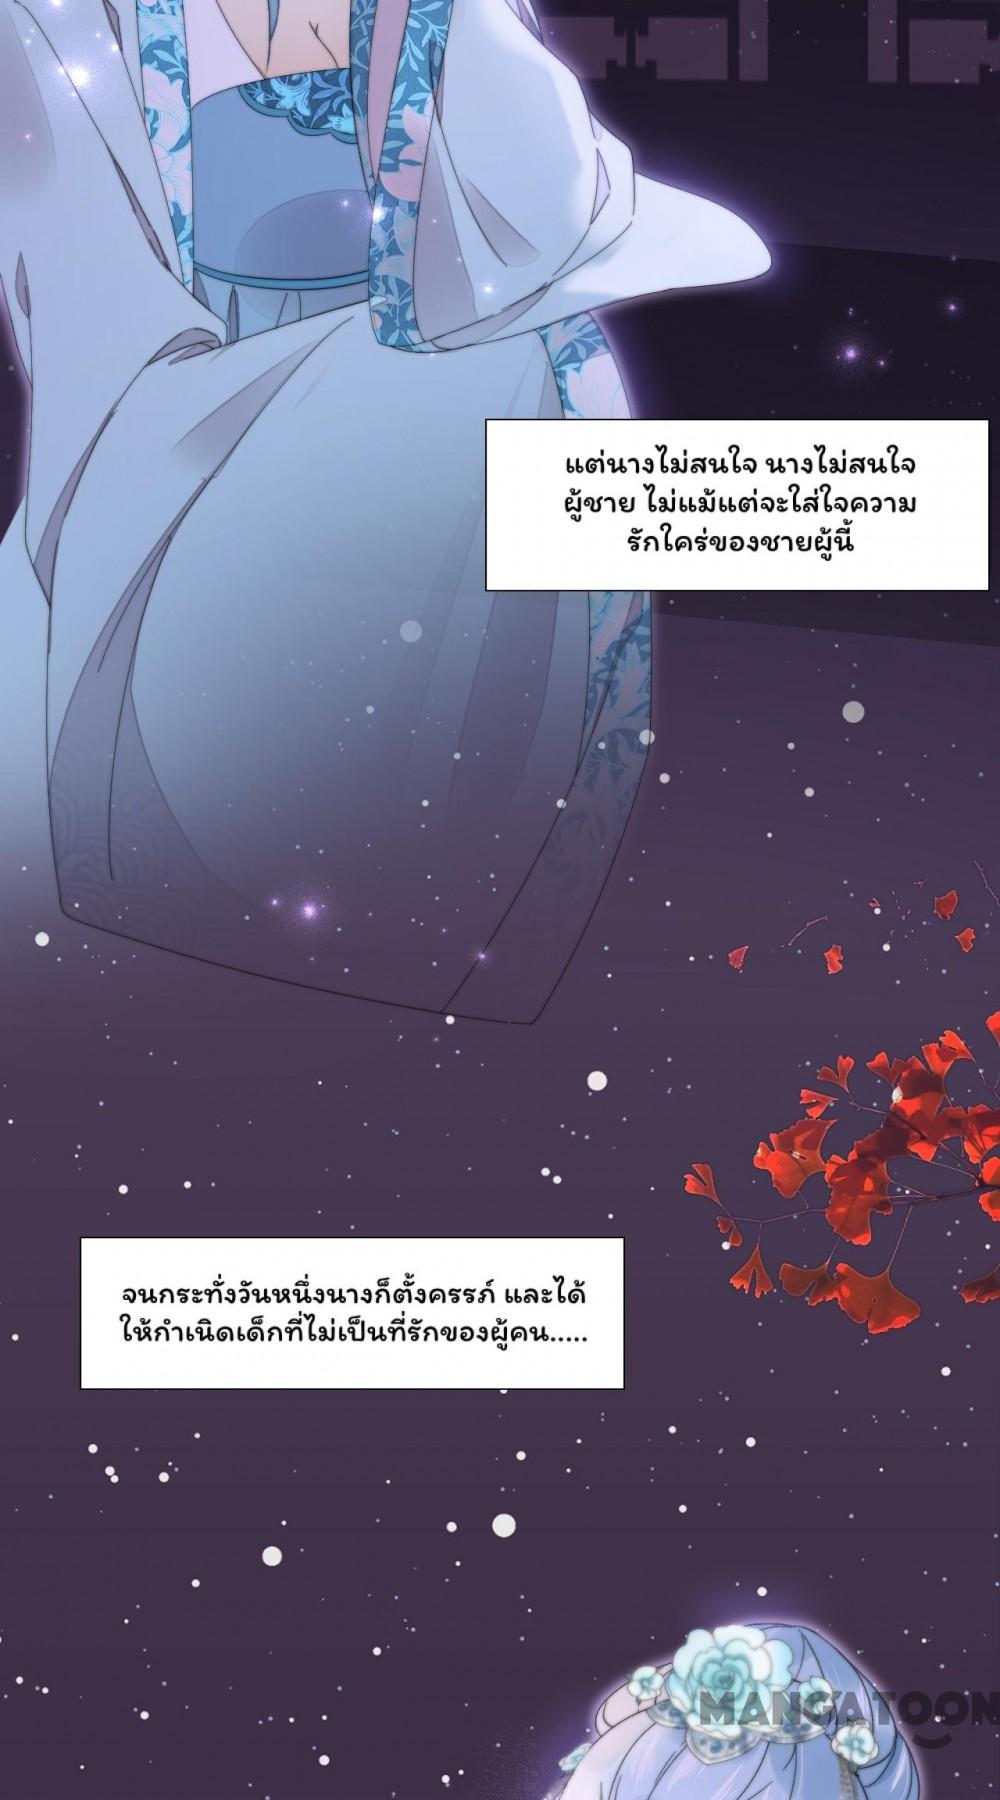 แต่นางไม่สนใจ นางไม่สนใจ
ผู้ชาย ไม่แม้แต่จะใส่ใจความ
รักใคร่ของชายผู้นี้
จนกระทั่งวันหนึ่งนางก็ตั้งครรภ์ และได้
ให้กำเนิดเด็กที่ไม่เป็นที่รักของผู้คน.....
MANGATOON